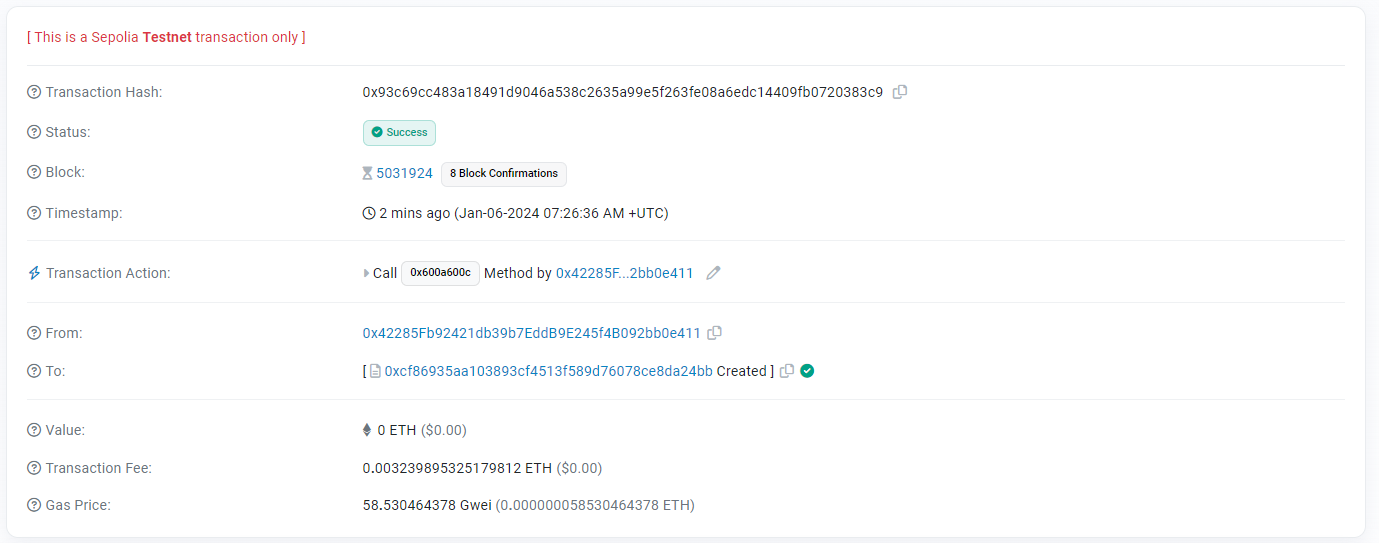 [ This is a Sepolia Testnet transaction only ]
Transaction Hash: 0x93c69cc483a18491d9046a538c2635a99e5f263fe08a6edc14409fb0720383c9
Status: Success
Block: 5031924 8 Block Confirmations
Timestamp: 2 mins ago (Jan-06-2024 07:26:36 AM +UTC)
Transaction Action: Call 0x600a600c Method by 0x42285F...2bb0e411
From: 0x42285Fb92421db39b7EddB9E245f4B092bb0e411
To: [ 0xcf86935aa103893cf4513f589d76078ce8da24bb Created ]
Value: 0 ETH ($0.00)
Transaction Fee: 0.003239895325179812 ETH ($0.00)
Gas Price: 58.530464378 Gwei (0.000000058530464378 ETH)